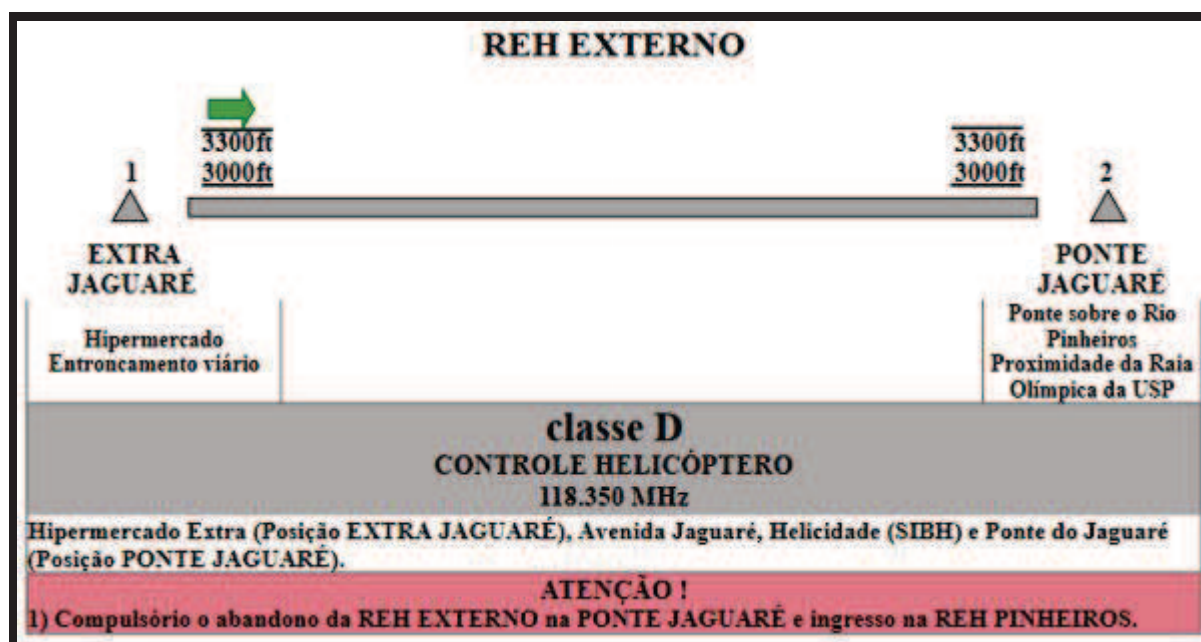 REH EXTERNO
3300ft
3000ft
3300ft
3000ft
1
2
EXTRA
JAGUARÉ
PONTE
JAGUARÉ
Hipermercado
Entroncamento viário
Ponte sobre o Rio
Pinheiros
Proximidade da Raia
Olímpica da USP
classe D
CONTROLE HELICÓPTERO
118.350 MHz
Hipermercado Extra (Posição EXTRA JAGUARÉ), Avenida Jaguaré, Helicidade (SIBH) e Ponte do Jaguaré
(Posição PONTE JAGUARÉ).
ATENÇÃO !
1) Compulsório o abandono da REH EXTERNO na PONTE JAGUARÉ e ingresso na REH PINHEIROS.